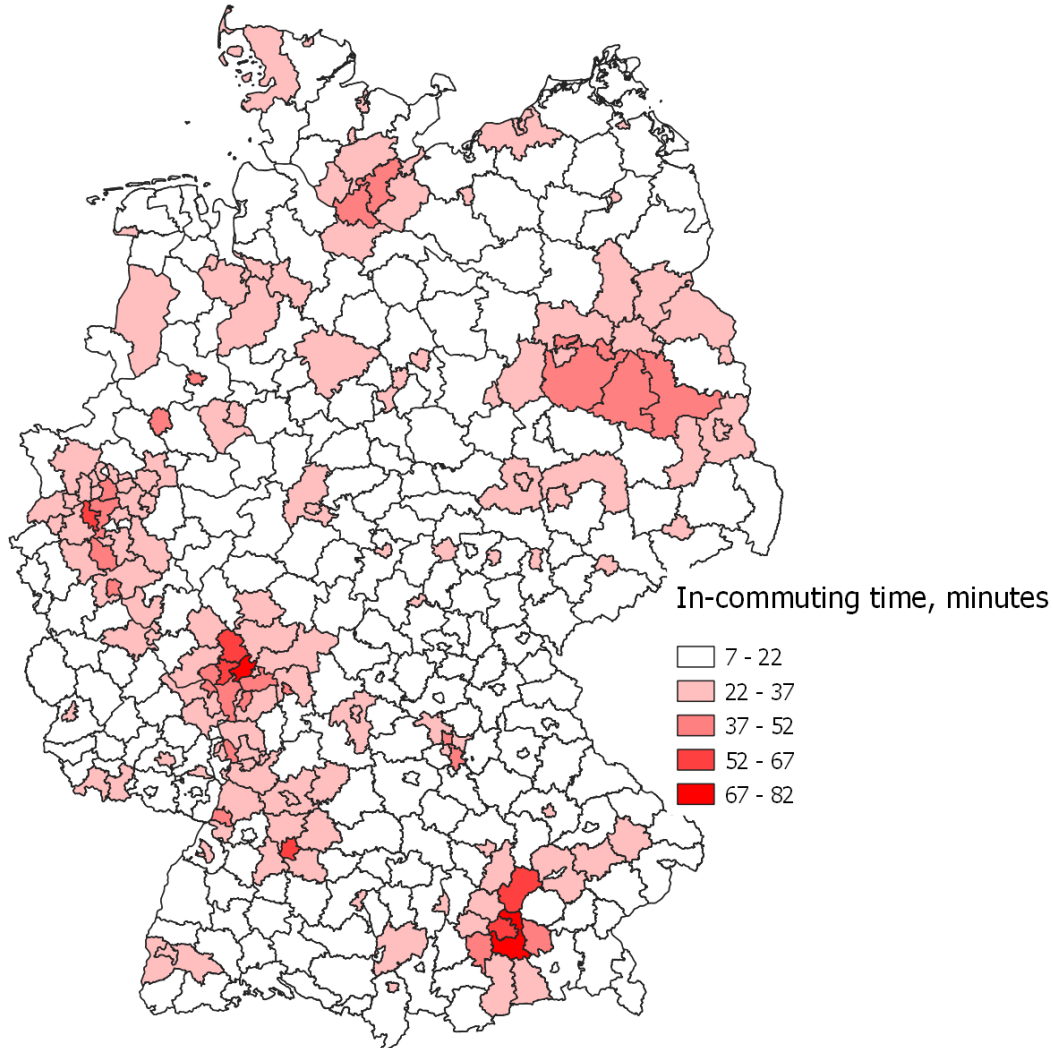 In-commuting time, minutes
7 - 22
22 - 37
37 - 52
52 - 67
67 - 82